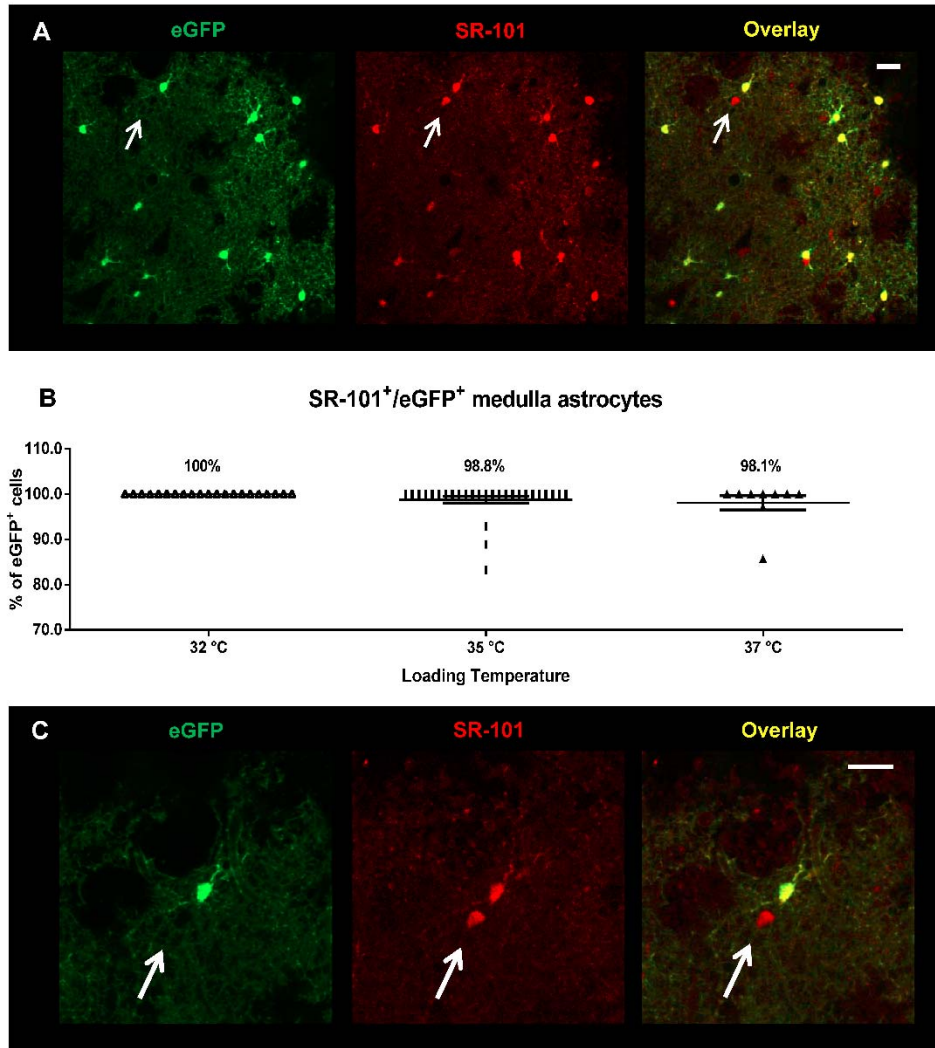 A
eGFP SR-101 Overlay
B
SR-101⁺/eGFP⁺ medulla astrocytes
% of eGFP⁺ cells
110.0
100.0
90.0
80.0
70.0
100% 98.8% 98.1%
32 °C 35 °C 37 °C
Loading Temperature
C
eGFP SR-101 Overlay